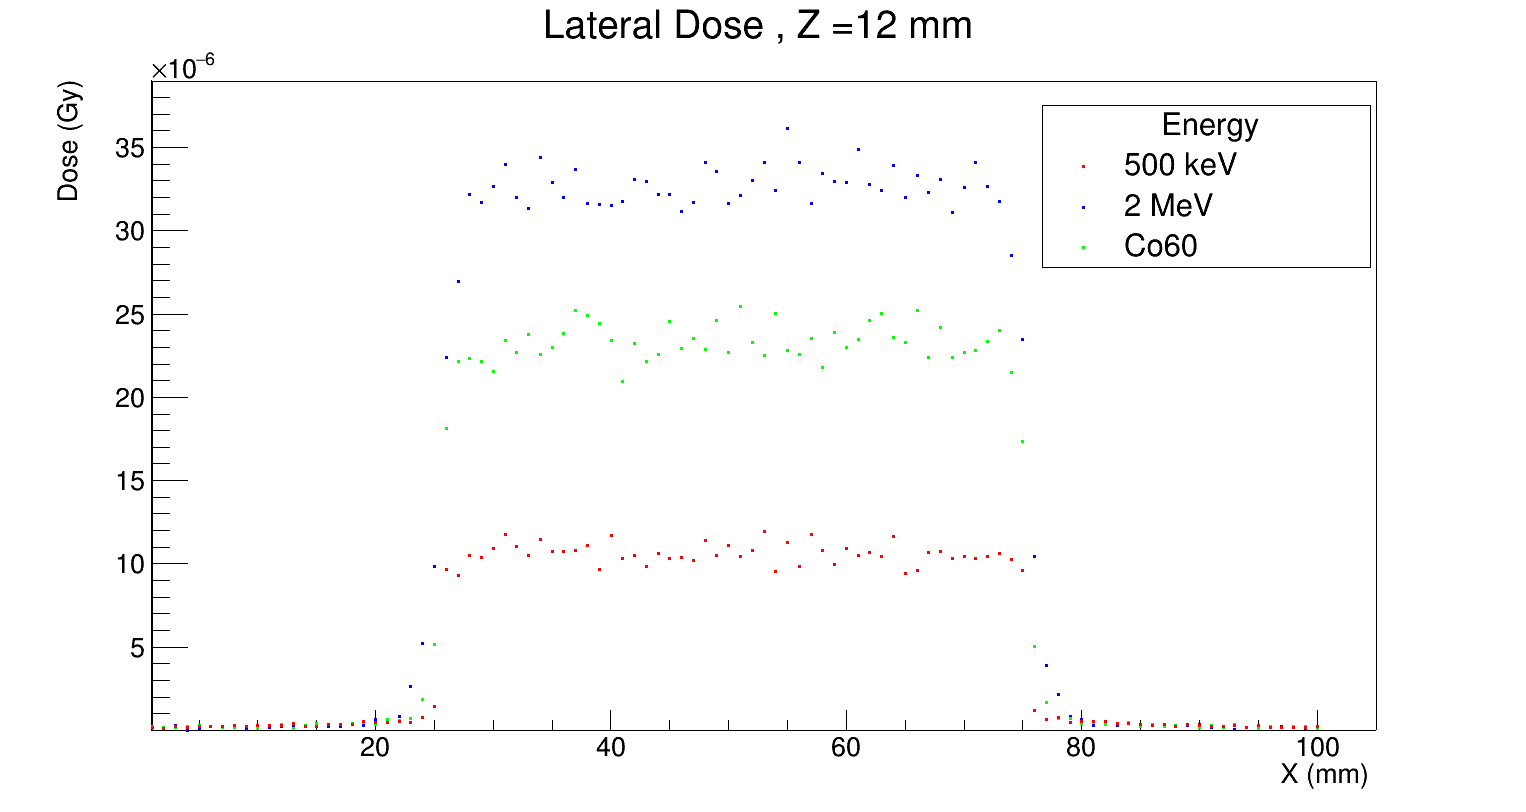 Lateral Dose , Z =12 mm
×10⁻⁶
Dose (Gy)
35
30
25
20
15
10
5
20 40 60 80 100
X (mm)
Energy
500 keV
2 MeV
Co60